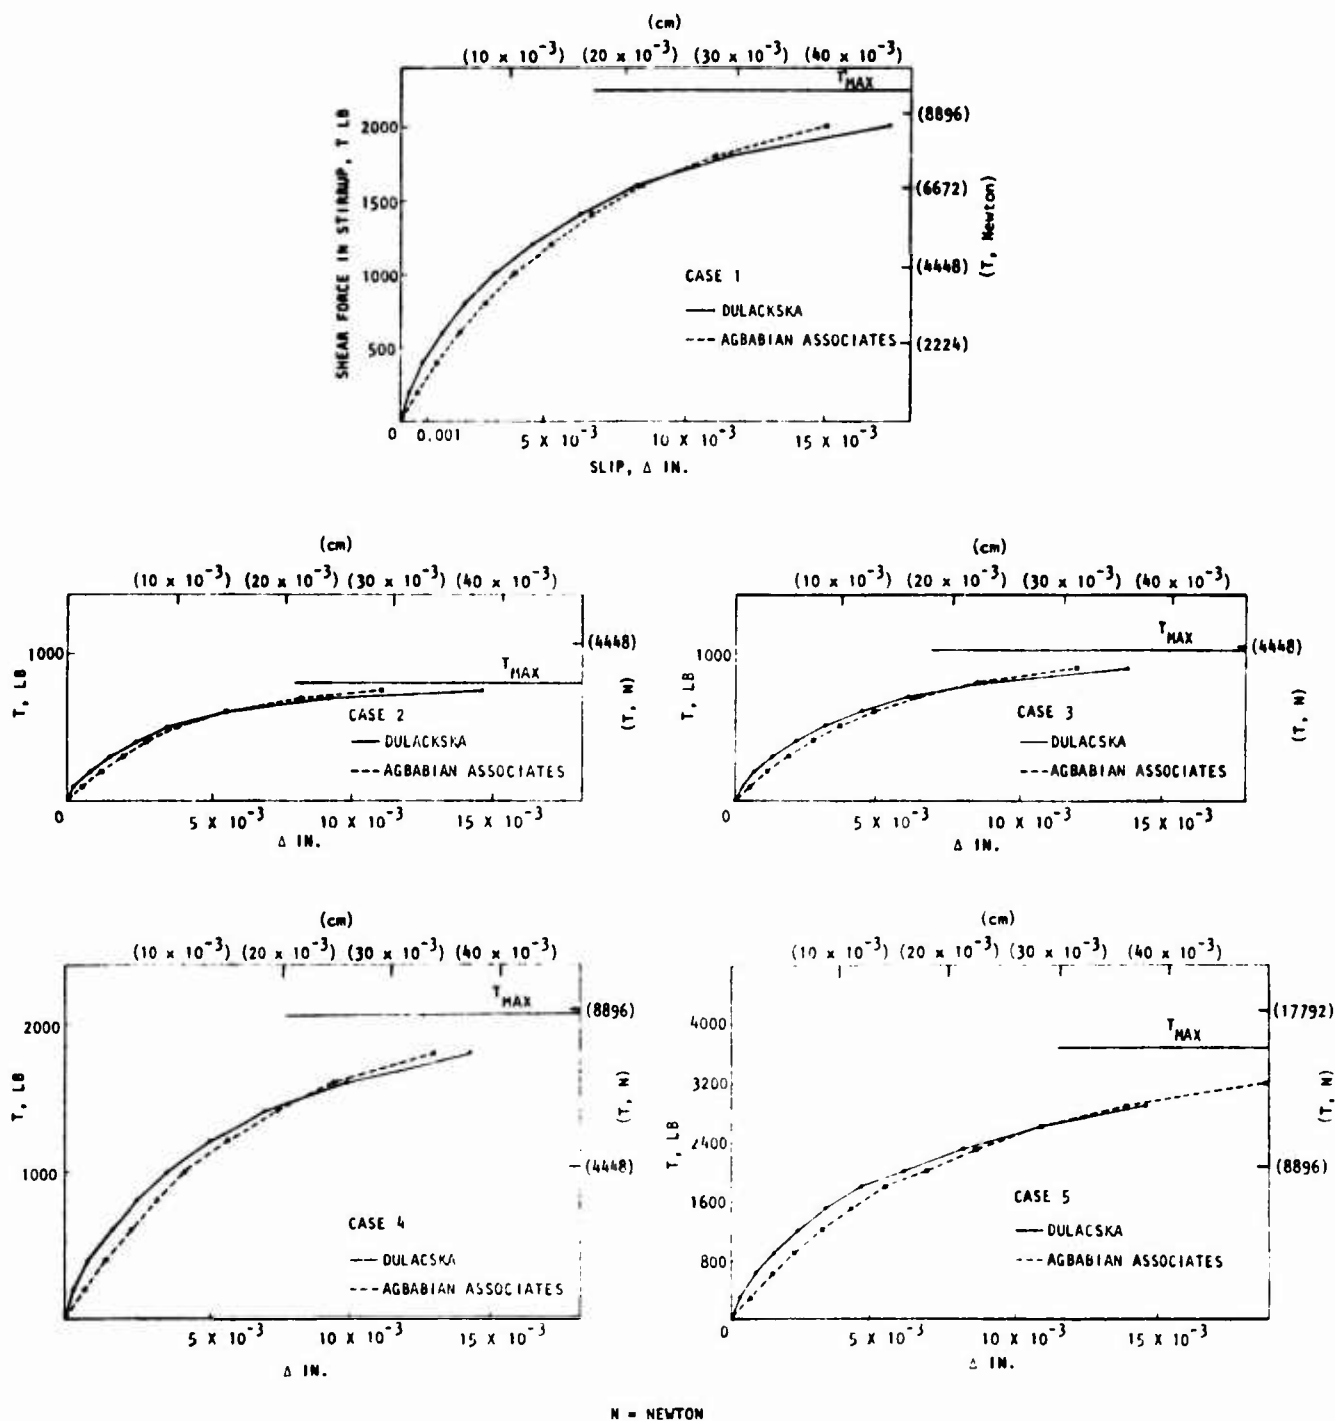 (cm)
(10 x 10⁻³) (20 x 10⁻³) (30 x 10⁻³) (40 x 10⁻³)
T_MAX
SHEAR FORCE IN STIRRUP, T LB
2000
1500
1000
500
(8896)
(6672)
(4448)
(2224)
(T, Newton)
CASE 1
DULACKSKA
AGBABIAN ASSOCIATES
0 0.001 5 X 10⁻³ 10 X 10⁻³ 15 X 10⁻³
SLIP, Δ IN.
(cm)
(10 x 10⁻³) (20 x 10⁻³) (30 x 10⁻³) (40 x 10⁻³)
(4448)
1000
T_MAX
T, LB
(T, N)
CASE 2
DULACKSKA
AGBABIAN ASSOCIATES
0 5 X 10⁻³ 10 X 10⁻³ 15 X 10⁻³
Δ IN.
(cm)
(10 x 10⁻³) (20 x 10⁻³) (30 x 10⁻³) (40 x 10⁻³)
T_MAX
(4448)
1000
T, LB
(T, N)
CASE 3
DULACSKA
AGBABIAN ASSOCIATES
0 5 X 10⁻³ 10 X 10⁻³ 15 X 10⁻³
Δ IN.
(cm)
(10 x 10⁻³) (20 x 10⁻³) (30 x 10⁻³) (40 x 10⁻³)
T_MAX
(8896)
2000
T, LB
(T, N)
1000
(4448)
CASE 4
DULACSKA
AGBABIAN ASSOCIATES
5 X 10⁻³ 10 X 10⁻³ 15 X 10⁻³
Δ IN.
(cm)
(10 x 10⁻³) (20 x 10⁻³) (30 x 10⁻³) (40 x 10⁻³)
(17792)
4000
T_MAX
3200
T, LB
(T, N)
2400
(8896)
1600
CASE 5
DULACSKA
800
AGBABIAN ASSOCIATES
0 5 X 10⁻³ 10 X 10⁻³ 15 X 10⁻³
Δ IN.
N = NEWTON